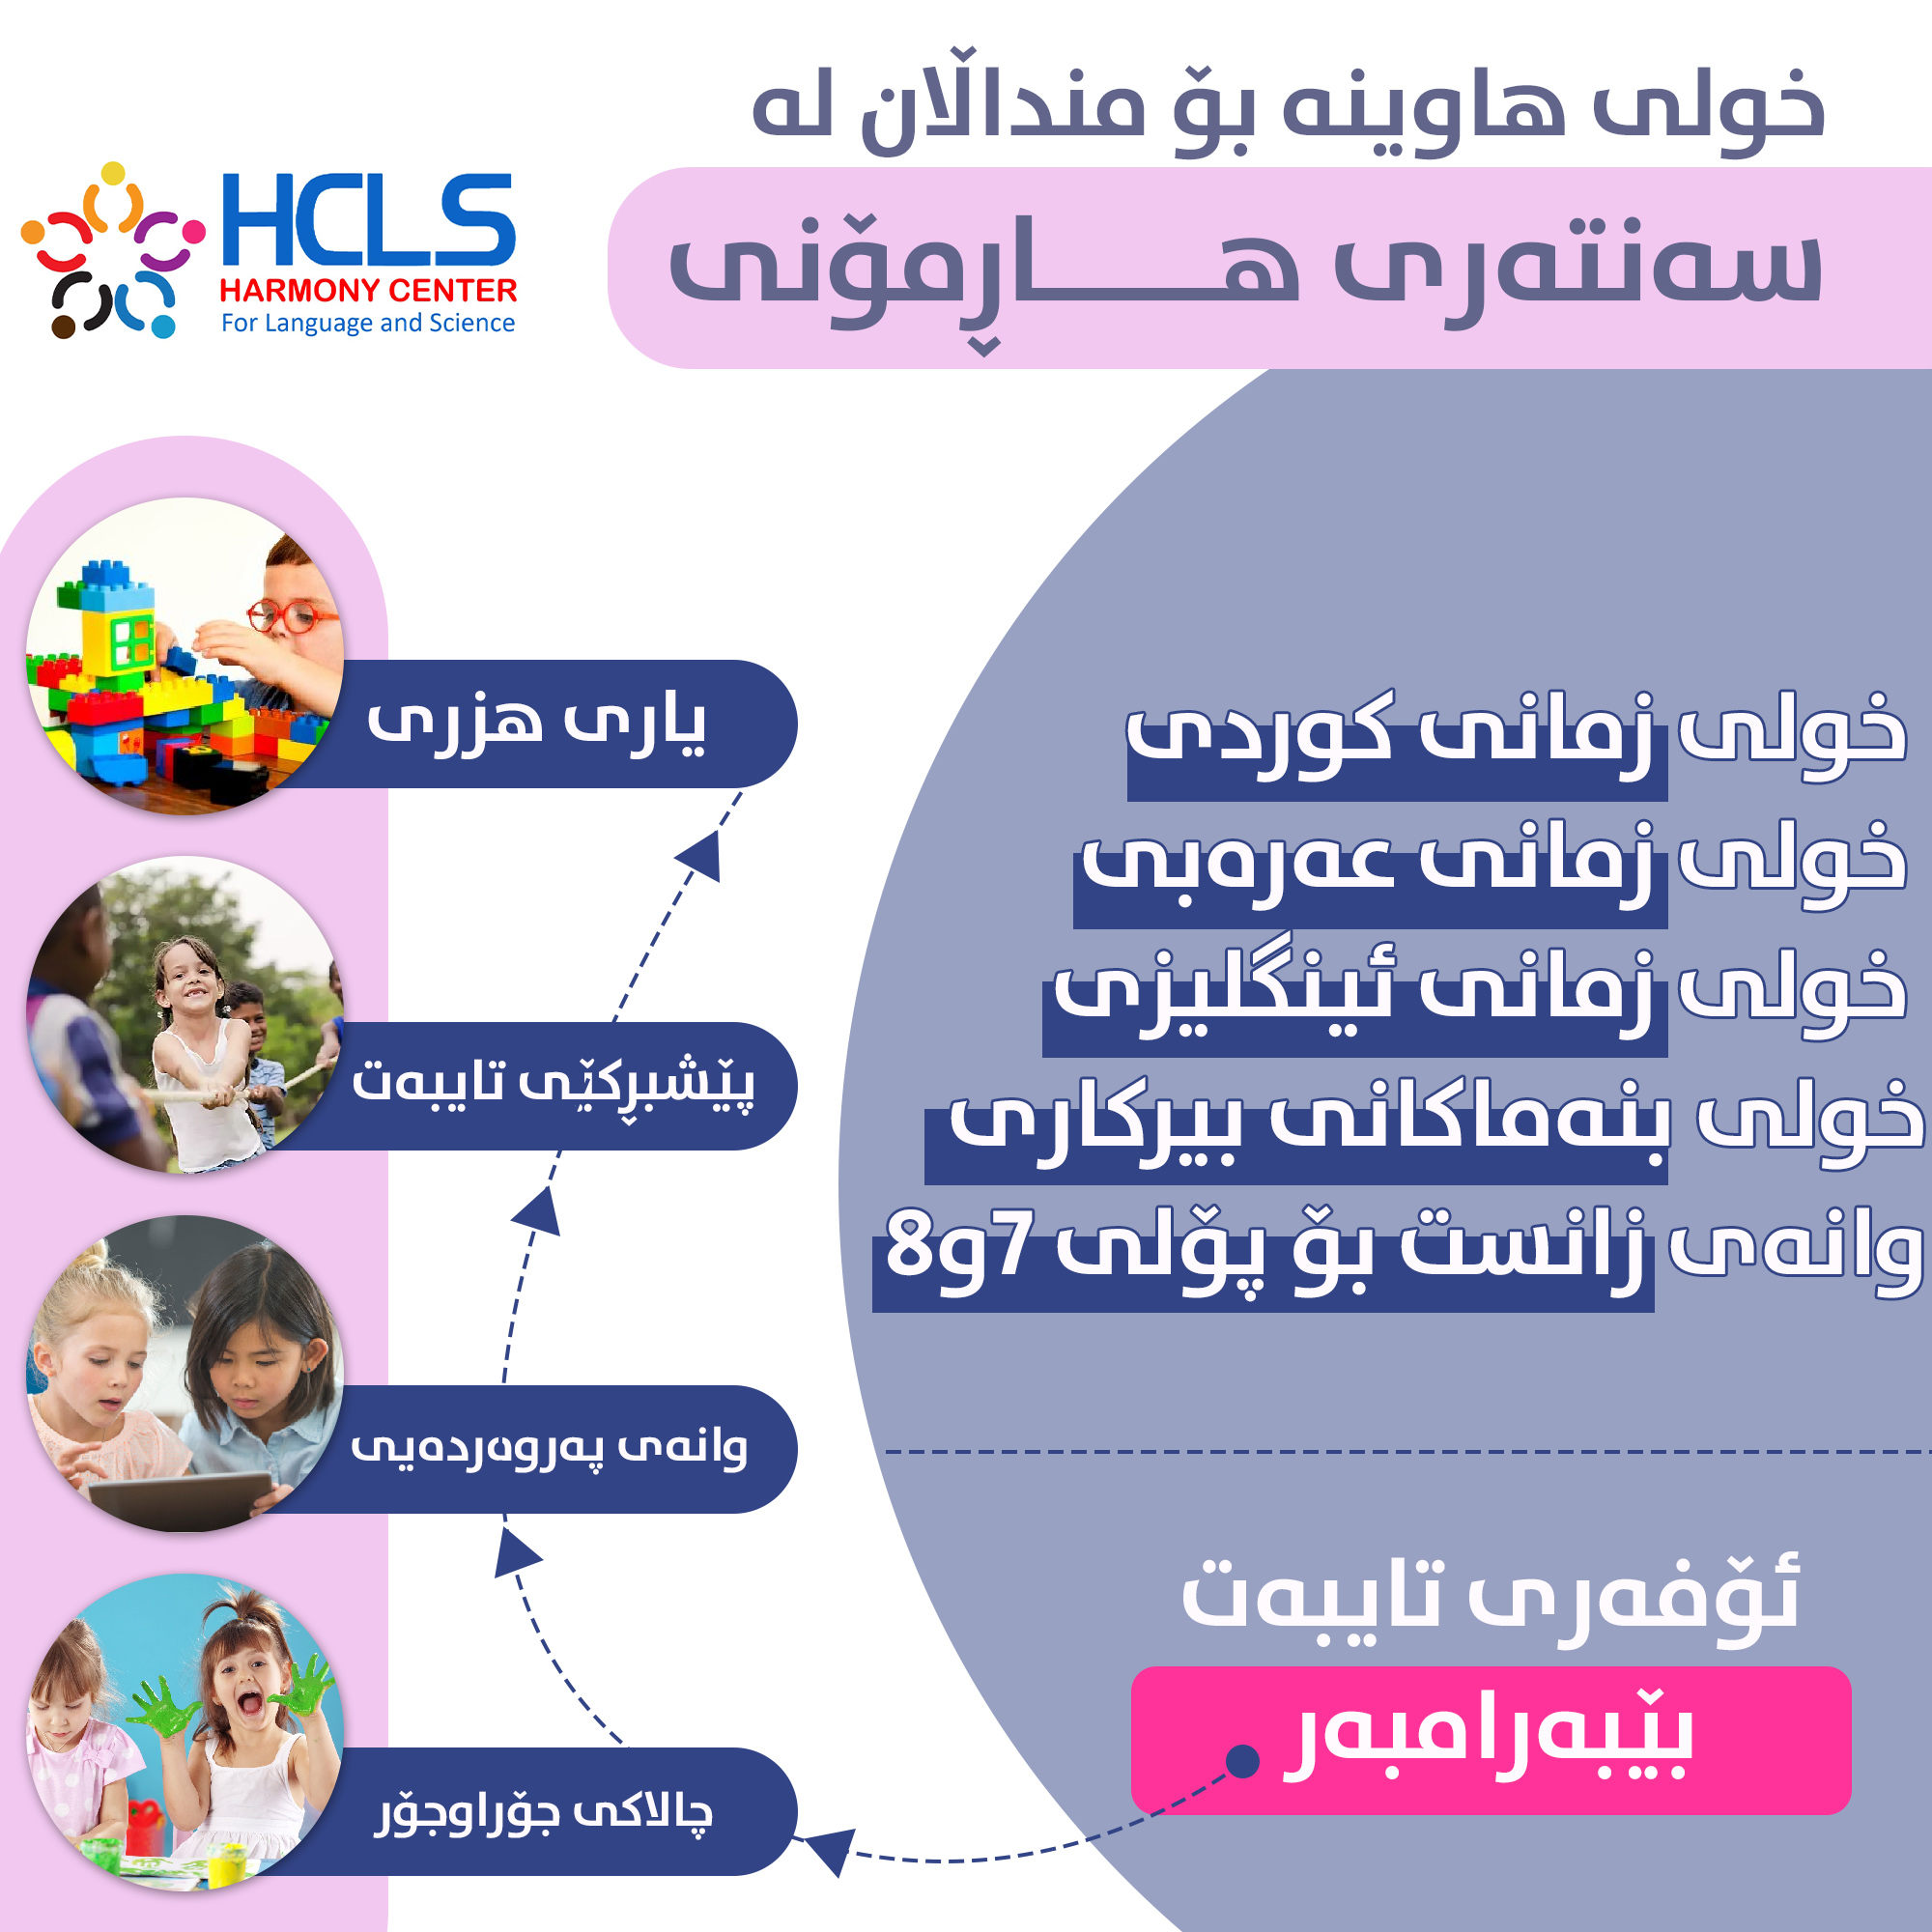 خولی هاوینە بۆ منداڵان لە
سەنتەری هـــاڕمۆنی
HCLS
HARMONY CENTER
For Language and Science
خولی زمانی کوردی
خولی زمانی عەرەبی
خولی زمانی ئینگلیزی
خولی بنەماکانی بیرکاری
وانەی زانست بۆ پۆلی 7و8
ئۆفەری تایبەت
بێبەرامبەر
یاری هزری
پێشبڕکێی تایبەت
وانەی پەروەردەیی
چالاکی جۆراوجۆر